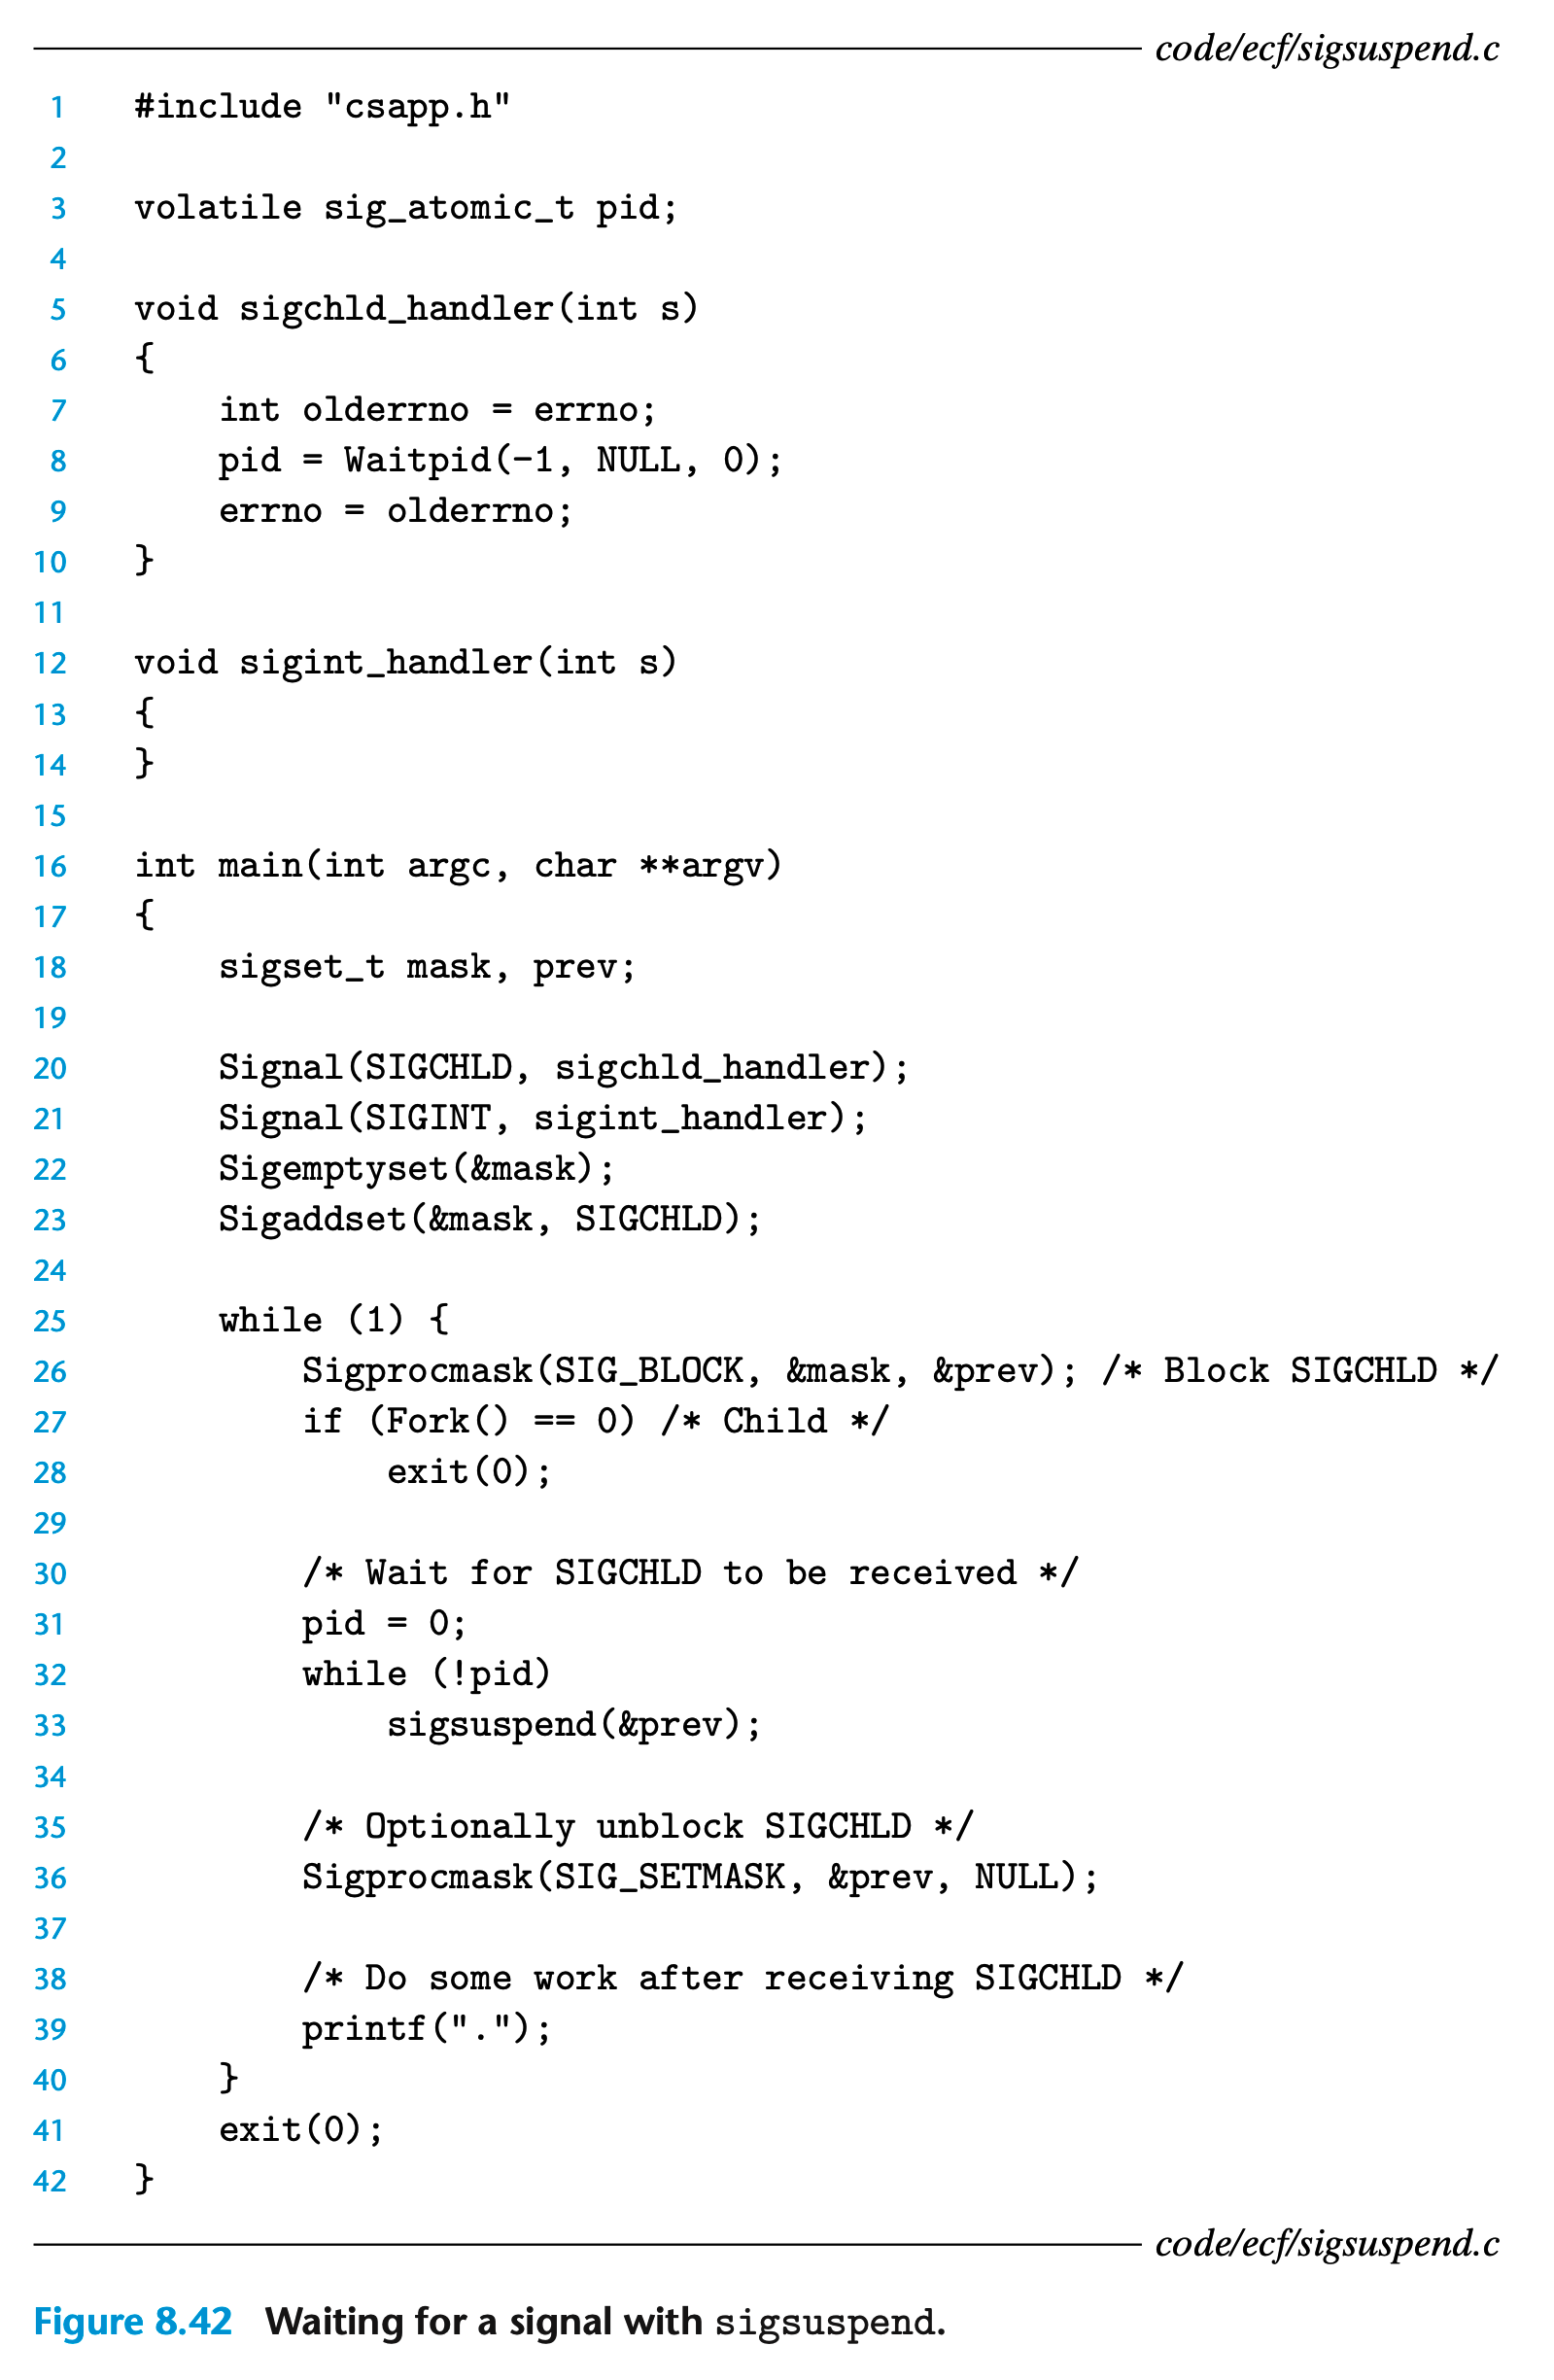 code/ecf/sigsuspend.c
1 #include "csapp.h"
2
3 volatile sig_atomic_t pid;
4
5 void sigchld_handler(int s)
6 {
7     int olderrno = errno;
8     pid = Waitpid(-1, NULL, 0);
9     errno = olderrno;
10 }
11
12 void sigint_handler(int s)
13 {
14 }
15
16 int main(int argc, char **argv)
17 {
18     sigset_t mask, prev;
19
20     Signal(SIGCHLD, sigchld_handler);
21     Signal(SIGINT, sigint_handler);
22     Sigemptyset(&mask);
23     Sigaddset(&mask, SIGCHLD);
24
25     while (1) {
26         Sigprocmask(SIG_BLOCK, &mask, &prev); /* Block SIGCHLD */
27         if (Fork() == 0) /* Child */
28             exit(0);
29
30         /* Wait for SIGCHLD to be received */
31         pid = 0;
32         while (!pid)
33             sigsuspend(&prev);
34
35         /* Optionally unblock SIGCHLD */
36         Sigprocmask(SIG_SETMASK, &prev, NULL);
37
38         /* Do some work after receiving SIGCHLD */
39         printf(".");
40     }
41     exit(0);
42 }
code/ecf/sigsuspend.c
Figure 8.42 Waiting for a signal with sigsuspend.